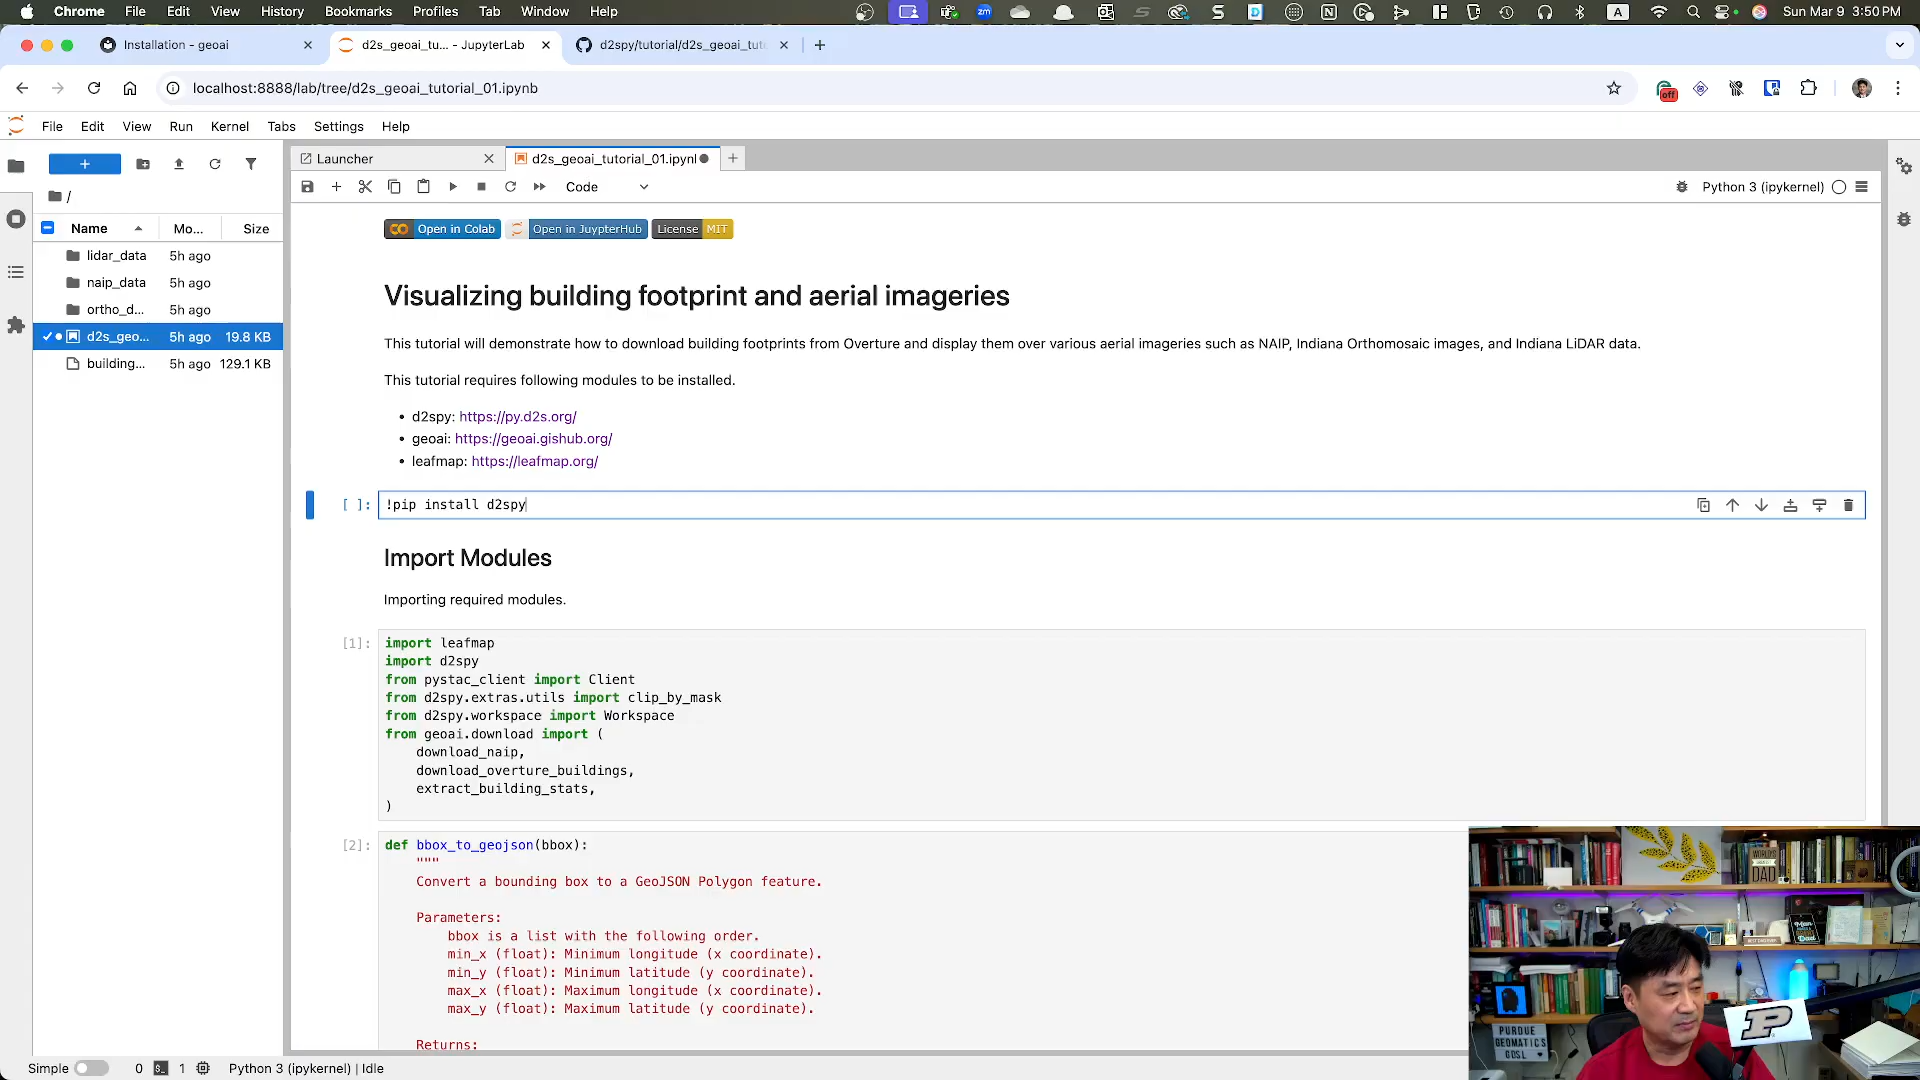 Chrome File Edit View History Bookmarks Profiles Tab Window Help
Sun Mar 9 3:50 PM
Installation - geoai
d2s_geoai_tu... - JupyterLab
d2spy/tutorial/d2s_geoai_tut
localhost:8888/lab/tree/d2s_geoai_tutorial_01.ipynb
off
File Edit View Run Kernel Tabs Settings Help
Launcher
d2s_geoai_tutorial_01.ipynl
Code
Python 3 (ipykernel)
/
Name Mo... Size
lidar_data 5h ago
naip_data 5h ago
ortho_d... 5h ago
d2s_geo... 5h ago 19.8 KB
building... 5h ago 129.1 KB
Open in Colab
Open in JuypterHub
License MIT
Visualizing building footprint and aerial imageries
This tutorial will demonstrate how to download building footprints from Overture and display them over various aerial imageries such as NAIP, Indiana Orthomosaic images, and Indiana LiDAR data.
This tutorial requires following modules to be installed.
• d2spy: https://py.d2s.org/
• geoai: https://geoai.gishub.org/
• leafmap: https://leafmap.org/
[ ]: !pip install d2spy
Import Modules
Importing required modules.
[1]: import leafmap
import d2spy
from pystac_client import Client
from d2spy.extras.utils import clip_by_mask
from d2spy.workspace import Workspace
from geoai.download import (
download_naip,
download_overture_buildings,
extract_building_stats,
)
[2]: def bbox_to_geojson(bbox):
"""
Convert a bounding box to a GeoJSON Polygon feature.
Parameters:
bbox is a list with the following order.
min_x (float): Minimum longitude (x coordinate).
min_y (float): Minimum latitude (y coordinate).
max_x (float): Maximum longitude (x coordinate).
max_y (float): Maximum latitude (y coordinate).
Returns:
WORLD'S
DAD
PURDUE
GEOMATICS
GDSL
P
Simple 0 1 Python 3 (ipykernel) | Idle